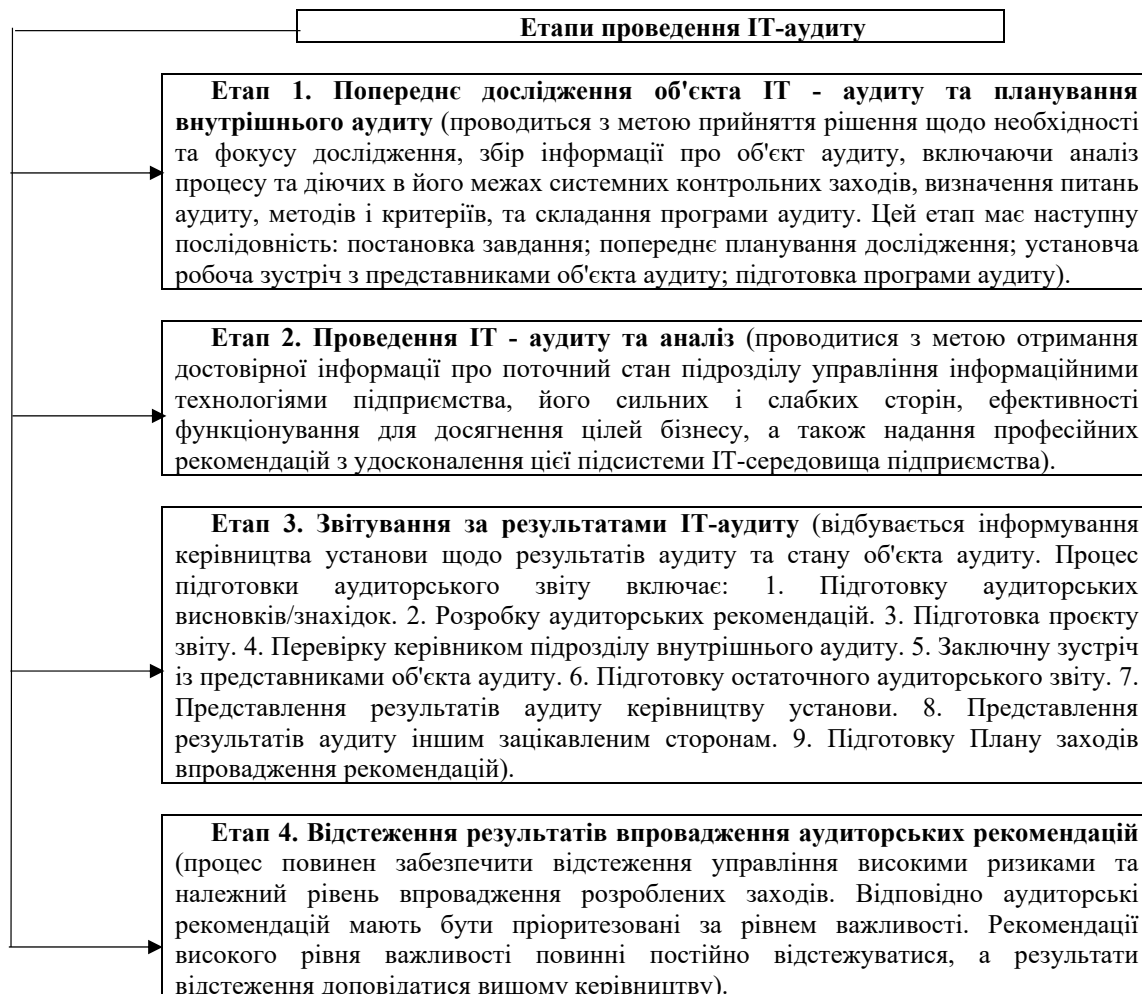 Етапи проведення ІТ-аудиту
Етап 1. Попереднє дослідження об'єкта ІТ - аудиту та планування
внутрішнього аудиту (проводиться з метою прийняття рішення щодо необхідності
та фокусу дослідження, збір інформації про об'єкт аудиту, включаючи аналіз
процесу та діючих в його межах системних контрольних заходів, визначення питань
аудиту, методів і критеріїв, та складання програми аудиту. Цей етап має наступну
послідовність: постановка завдання; попереднє планування дослідження; установча
робоча зустріч з представниками об'єкта аудиту; підготовка програми аудиту).
Етап 2. Проведення ІТ - аудиту та аналіз (проводитися з метою отримання
достовірної інформації про поточний стан підрозділу управління інформаційними
технологіями підприємства, його сильних і слабких сторін, ефективності
функціонування для досягнення цілей бізнесу, а також надання професійних
рекомендацій з удосконалення цієї підсистеми ІТ-середовища підприємства).
Етап 3. Звітування за результатами ІТ-аудиту (відбувається інформування
керівництва установи щодо результатів аудиту та стану об'єкта аудиту. Процес
підготовки аудиторського звіту включає: 1. Підготовку аудиторських
висновків/знахідок. 2. Розробку аудиторських рекомендацій. 3. Підготовка проєкту
звіту. 4. Перевірку керівником підрозділу внутрішнього аудиту. 5. Заключну зустріч
із представниками об'єкта аудиту. 6. Підготовку остаточного аудиторського звіту. 7.
Представлення результатів аудиту керівництву установи. 8. Представлення
результатів аудиту іншим зацікавленим сторонам. 9. Підготовку Плану заходів
впровадження рекомендацій).
Етап 4. Відстеження результатів впровадження аудиторських рекомендацій
(процес повинен забезпечити відстеження управління високими ризиками та
належний рівень впровадження розроблених заходів. Відповідно аудиторські
рекомендацій мають бути пріоритезовані за рівнем важливості. Рекомендації
високого рівня важливості повинні постійно відстежуватися, а результати
відстеження доповідатися вищому керівництву).